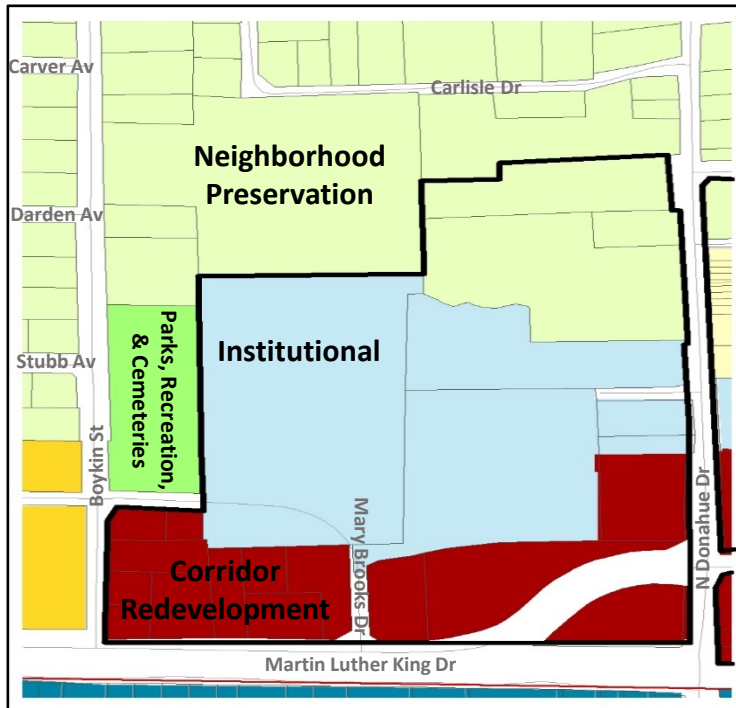 Carver Av
Carlisle Dr
Neighborhood
Preservation
Darden Av
Parks, Recreation,
& Cemeteries
Institutional
Stubb Av
Boykin St
Mary Brooks Dr
N Donahue Dr
Corridor
Redevelopment
Martin Luther King Dr